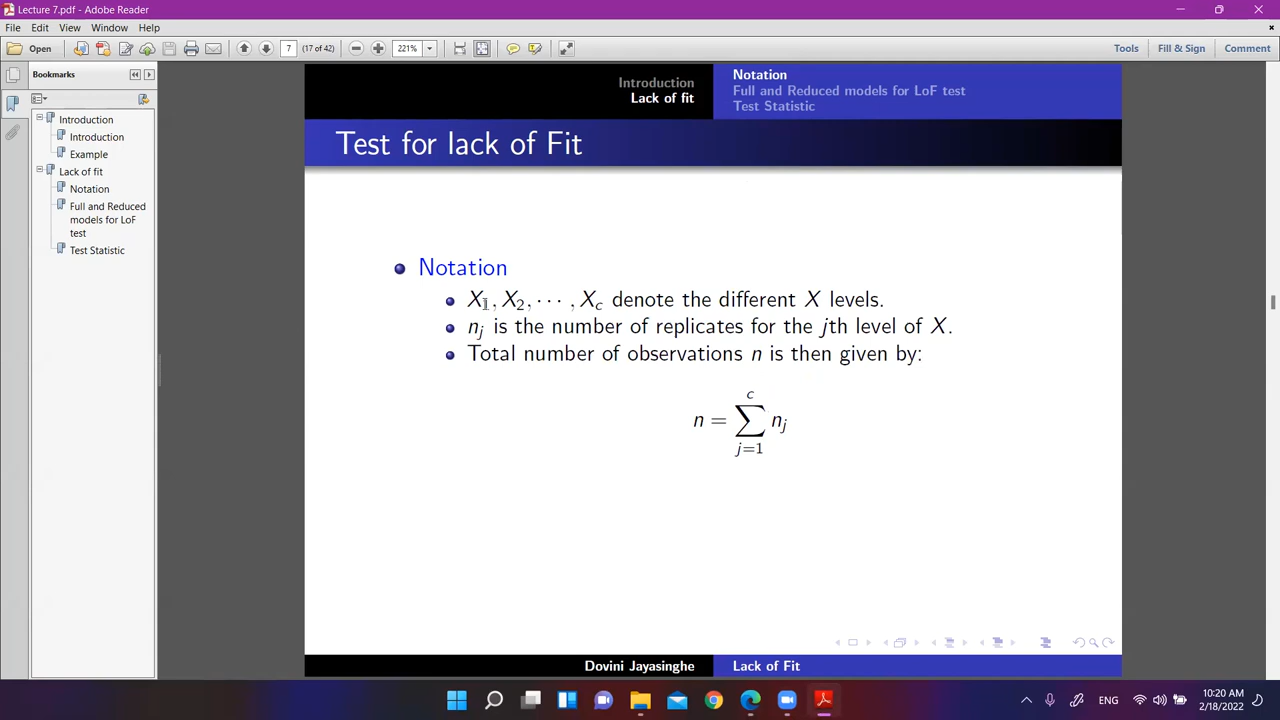 Lecture 7.pdf - Adobe Reader
File Edit View Window Help
Open 7 (17 of 42) 221% Tools Fill & Sign Comment
Bookmarks
Introduction
Introduction
Example
Lack of fit
Notation
Full and Reduced
models for LoF
test
Test Statistic
Introduction
Lack of fit
Notation
Full and Reduced models for LoF test
Test Statistic
Test for lack of Fit
Notation
X₁, X₂, ⋯ , X_c denote the different X levels.
n_j is the number of replicates for the jth level of X.
Total number of observations n is then given by:
n = ∑_{j=1}^{c} n_j
Dovini Jayasinghe Lack of Fit
ENG 10:20 AM
2/18/2022